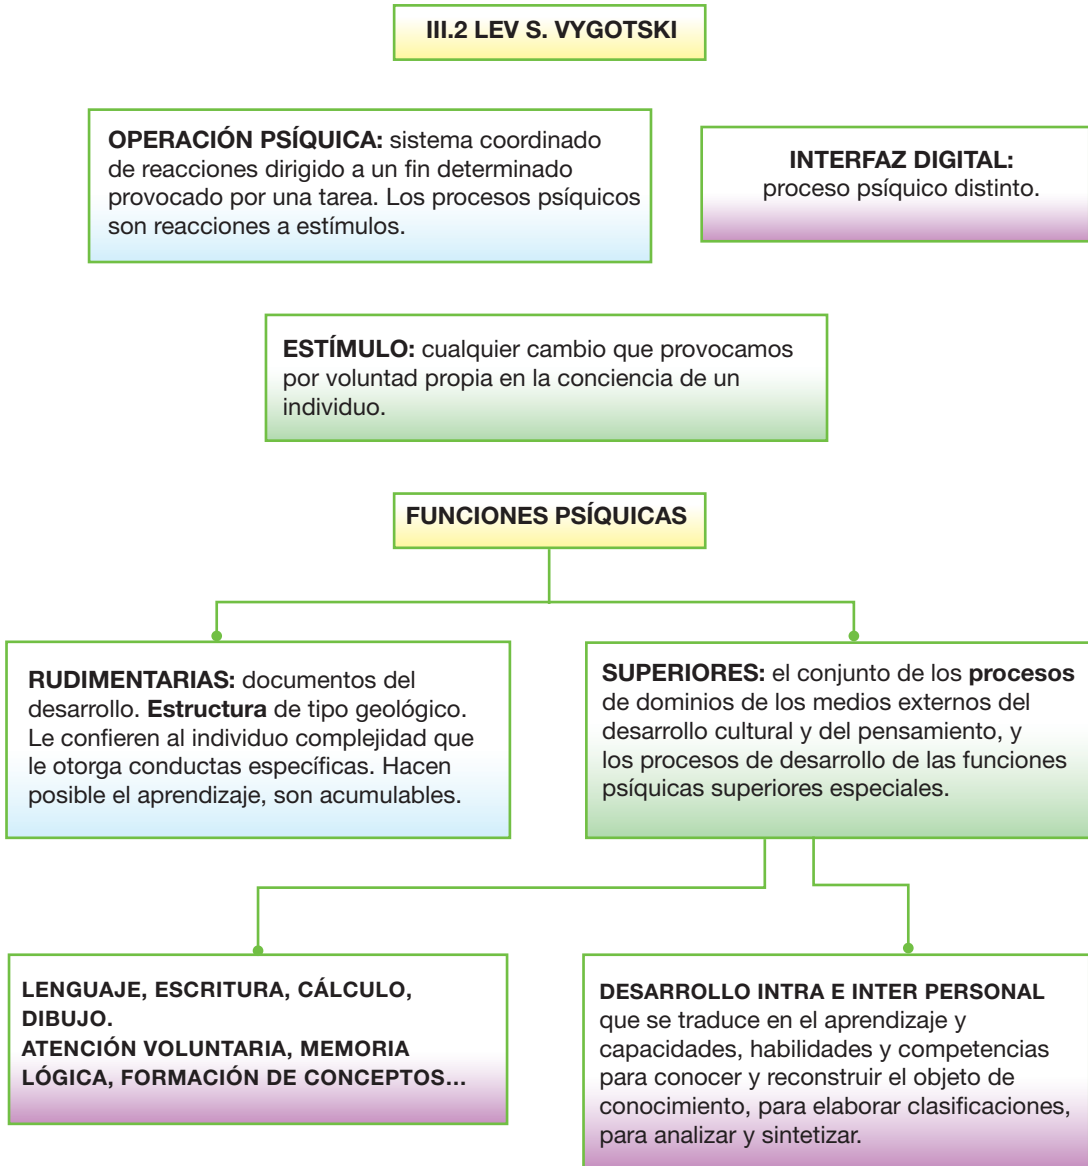 III.2 LEV S. VYGOTSKI
OPERACIÓN PSÍQUICA: sistema coordinado
de reacciones dirigido a un fin determinado
provocado por una tarea. Los procesos psíquicos
son reacciones a estímulos.
INTERFAZ DIGITAL:
proceso psíquico distinto.
ESTÍMULO: cualquier cambio que provocamos
por voluntad propia en la conciencia de un
individuo.
FUNCIONES PSÍQUICAS
RUDIMENTARIAS: documentos del
desarrollo. Estructura de tipo geológico.
Le confieren al individuo complejidad que
le otorga conductas específicas. Hacen
posible el aprendizaje, son acumulables.
SUPERIORES: el conjunto de los procesos
de dominios de los medios externos del
desarrollo cultural y del pensamiento, y
los procesos de desarrollo de las funciones
psíquicas superiores especiales.
LENGUAJE, ESCRITURA, CÁLCULO,
DIBUJO.
ATENCIÓN VOLUNTARIA, MEMORIA
LÓGICA, FORMACIÓN DE CONCEPTOS...
DESARROLLO INTRA E INTER PERSONAL
que se traduce en el aprendizaje y
capacidades, habilidades y competencias
para conocer y reconstruir el objeto de
conocimiento, para elaborar clasificaciones,
para analizar y sintetizar.